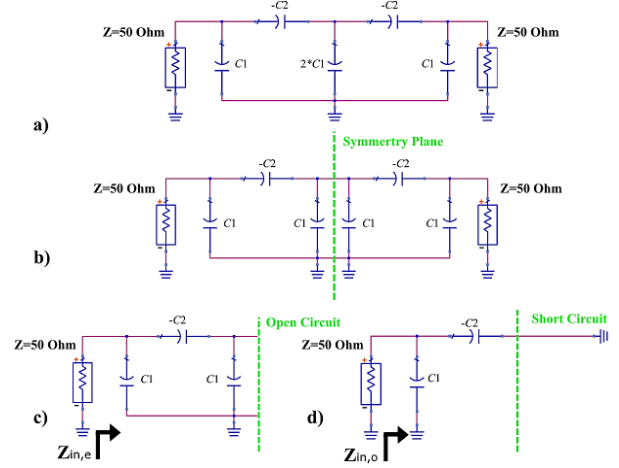 -C2
-C2
Z=50 Ohm
Z=50 Ohm
C1
2*C1
C1
a)
Symmertry Plane
-C2
-C2
Z=50 Ohm
Z=50 Ohm
C1
C1
C1
C1
b)
Open Circuit
Short Circuit
-C2
-C2
Z=50 Ohm
Z=50 Ohm
C1
C1
C1
c)
d)
Zin,e
Zin,o